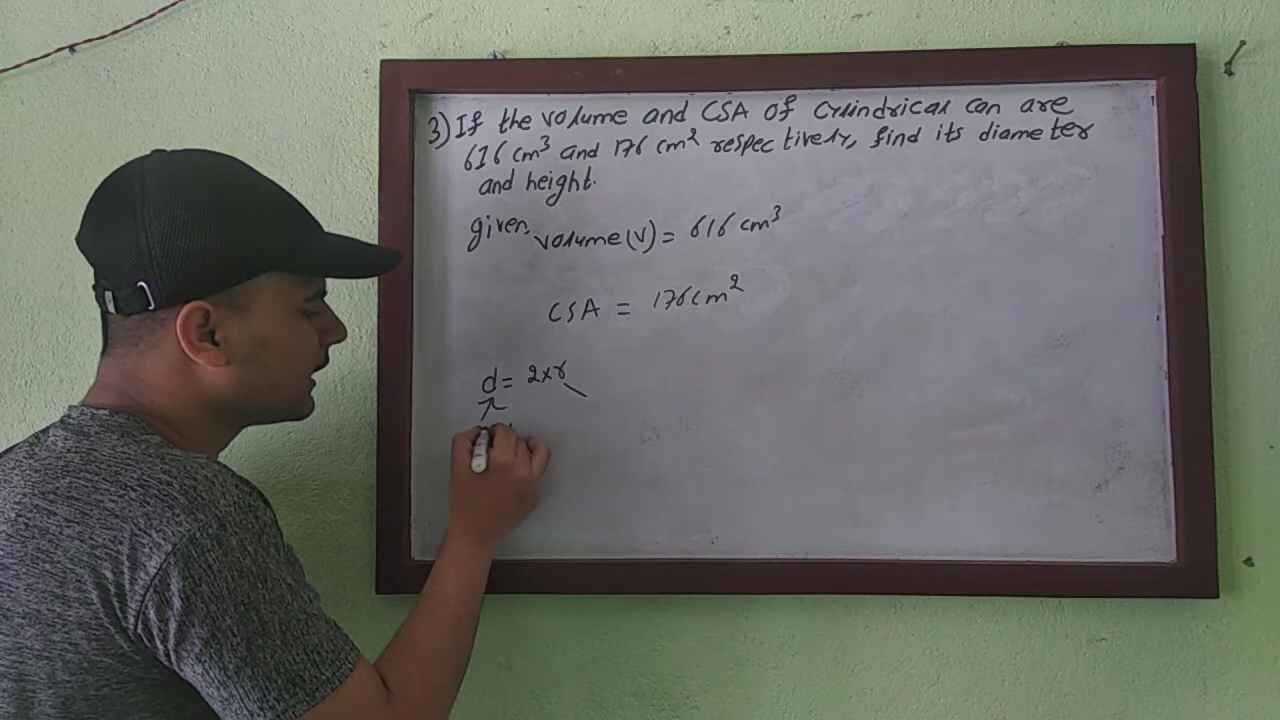 3) If the volume and CSA of Cylindrical can are
616 cm³ and 176 cm² respectively, find its diameter
and height.
given, volume (v) = 616 cm³
CSA = 176 cm²
d = 2×r